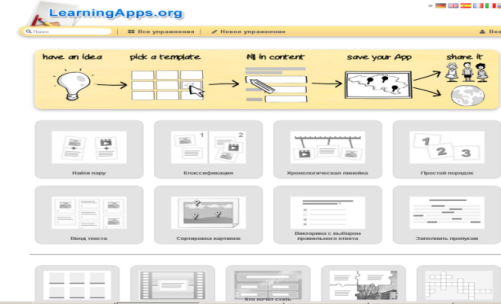 LearningApps.org
Поиск
Все упражнения
Новое упражнение
have an idea
pick a template
fill in content
save your App
share it
1 2
1
2
3
Найти пару
Классификация
Хронологическая линейка
Простой порядок
? ?
?
Ввод текста
Сортировка картинок
Викторина с выбором
правильного ответа
Заполнить пропуски
Кто хочет стать